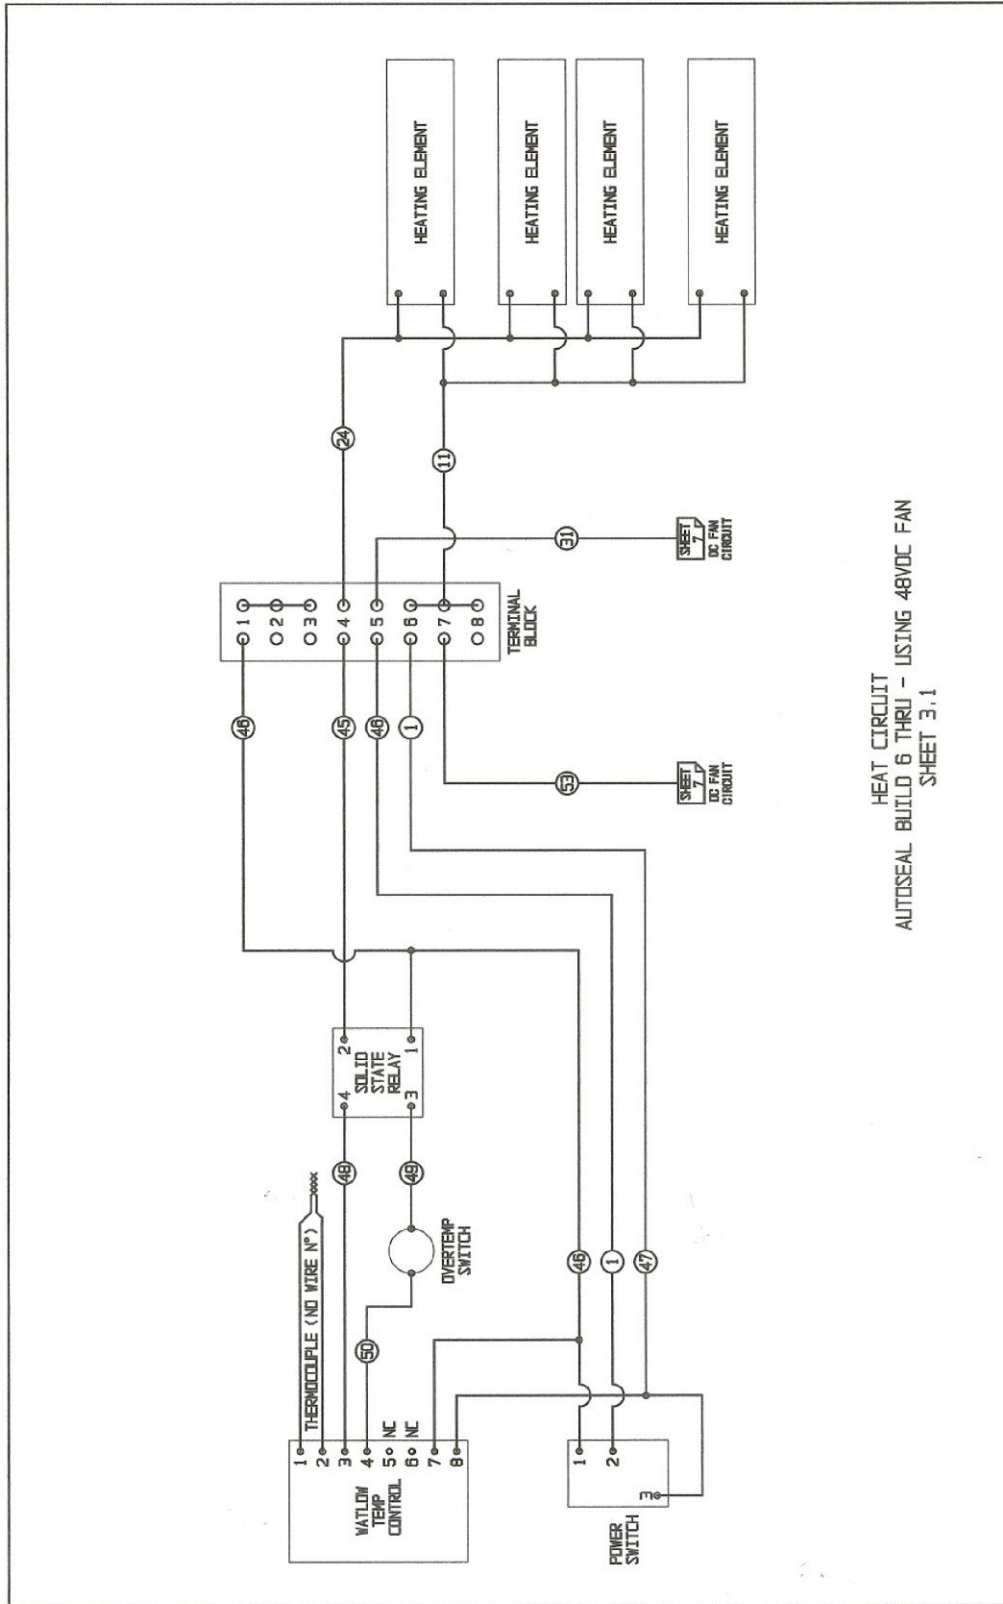 HEATING ELEMENT
HEATING ELEMENT
HEATING ELEMENT
HEATING ELEMENT
24
11
31
SHEET
7
DC FAN
CIRCUIT
1
2
3
4
5
6
7
8
TERMINAL
BLOCK
46
45
46
1
53
SHEET
7
DC FAN
CIRCUIT
2
4
SOLID
STATE
RELAY
1
3
48
49
THERMOCOUPLE (NO WIRE Nº)
OVERTEMP
SWITCH
50
46
1
47
1
2
3
4
5 NC
6 NC
7
8
WATLOW
TEMP
CONTROL
1
2
3
POWER
SWITCH
HEAT CIRCUIT
AUTOSEAL BUILD 6 THRU - USING 48VDC FAN
SHEET 3.1